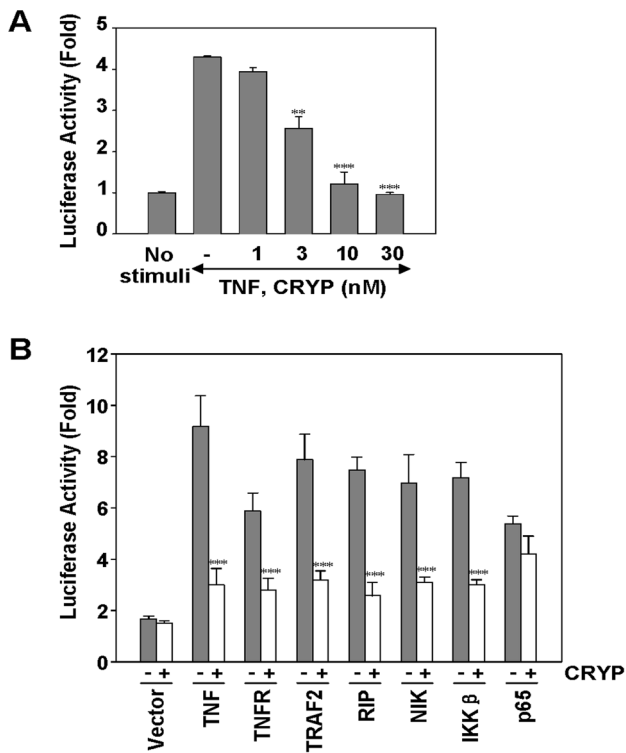 A
Luciferase Activity (Fold)
5
4
3
2
1
0
**
***
***
No stimuli
- 1 3 10 30
TNF, CRYP (nM)
B
Luciferase Activity (Fold)
12
10
8
6
4
2
0
*** *** *** *** *** ***
- + - + - + - + - + - + - + - + CRYP
Vector
TNF
TNFR
TRAF2
RIP
NIK
IKK β
p65